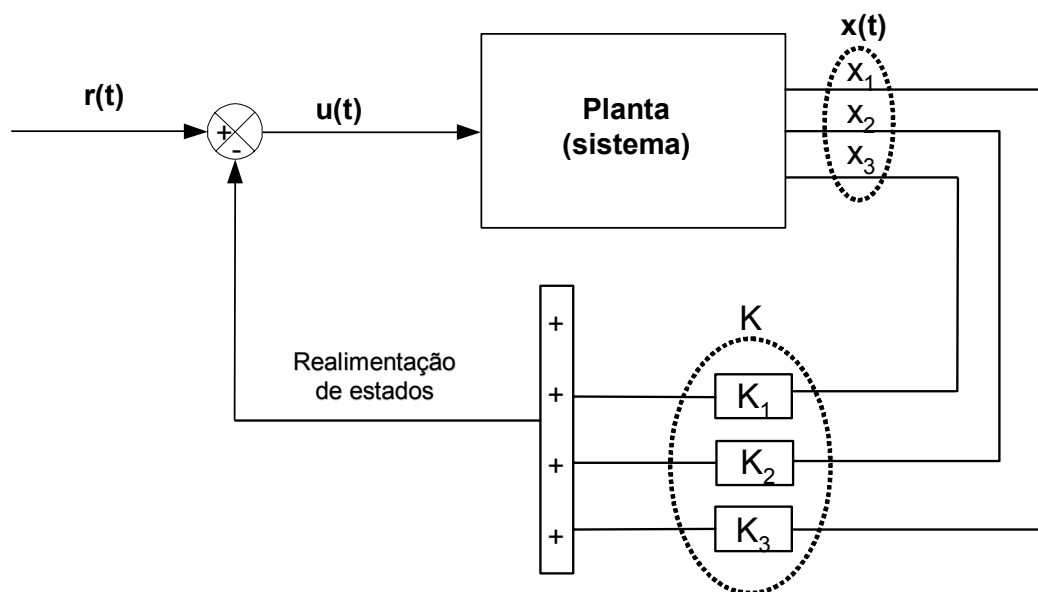 x(t)
r(t)
+
-
u(t)
Planta
(sistema)
x₁
x₂
x₃
Realimentação
de estados
+
+
+
+
K
K₁
K₂
K₃